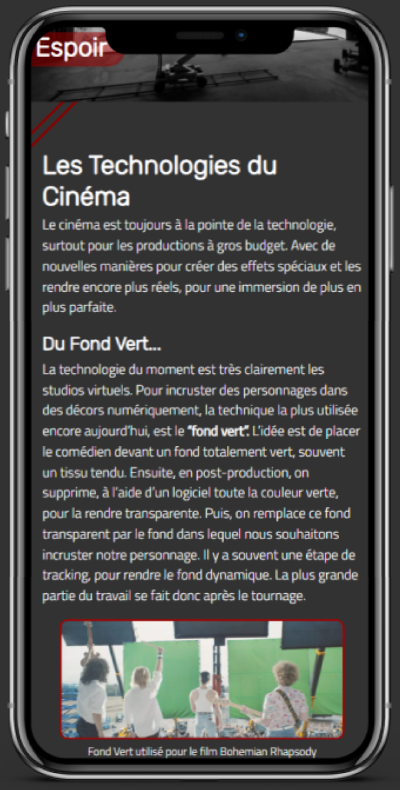 Espoir
Les Technologies du
Cinéma
Le cinéma est toujours à la pointe de la technologie,
surtout pour les productions à gros budget. Avec de
nouvelles manières pour créer des effets spéciaux et les
rendre encore plus réels, pour une immersion de plus en
plus parfaite.
Du Fond Vert...
La technologie du moment est très clairement les
studios virtuels. Pour incruster des personnages dans
des décors numériquement, la technique la plus utilisée
encore aujourd'hui, est le "fond vert". L'idée est de placer
le comédien devant un fond totalement vert, souvent
un tissu tendu. Ensuite, en post-production, on
supprime, à l'aide d'un logiciel toute la couleur verte,
pour la rendre transparente. Puis, on remplace ce fond
transparent par le fond dans lequel nous souhaitons
incruster notre personnage. Il y a souvent une étape de
tracking, pour rendre le fond dynamique. La plus grande
partie du travail se fait donc après le tournage.
Fond Vert utilisé pour le film Bohemian Rhapsody